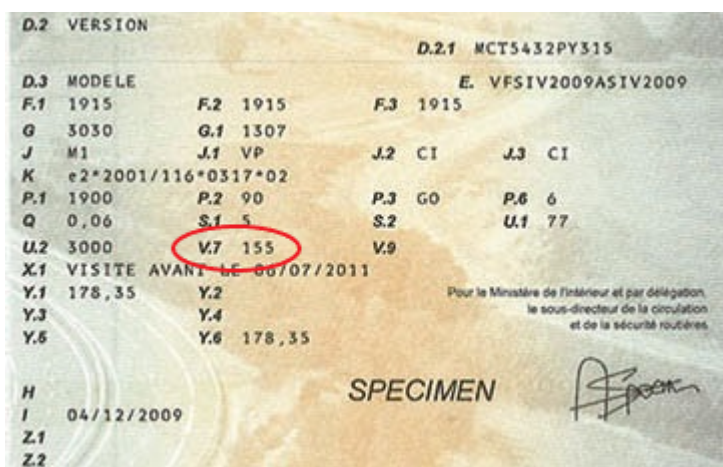 D.2 VERSION
D.2.1 MCT5432PY315
D.3 MODELE E. VFSIV2009ASIV2009
F.1 1915 F.2 1915 F.3 1915
G 3030 G.1 1307
J M1 J.1 VP J.2 CI J.3 CI
K e2*2001/116*0317*02
P.1 1900 P.2 90 P.3 GO P.6 6
Q 0,06 S.1 5 S.2 U.1 77
U.2 3000 V.7 155 V.9
X.1 VISITE AVANT LE 06/07/2011
Y.1 178,35 Y.2
Pour le Ministère de l'intérieur et par délégation,
le sous-directeur de la circulation
et de la sécurité routières
Y.3 Y.4
Y.5 Y.6 178,35
H
SPECIMEN
I 04/12/2009
Z.1
Z.2